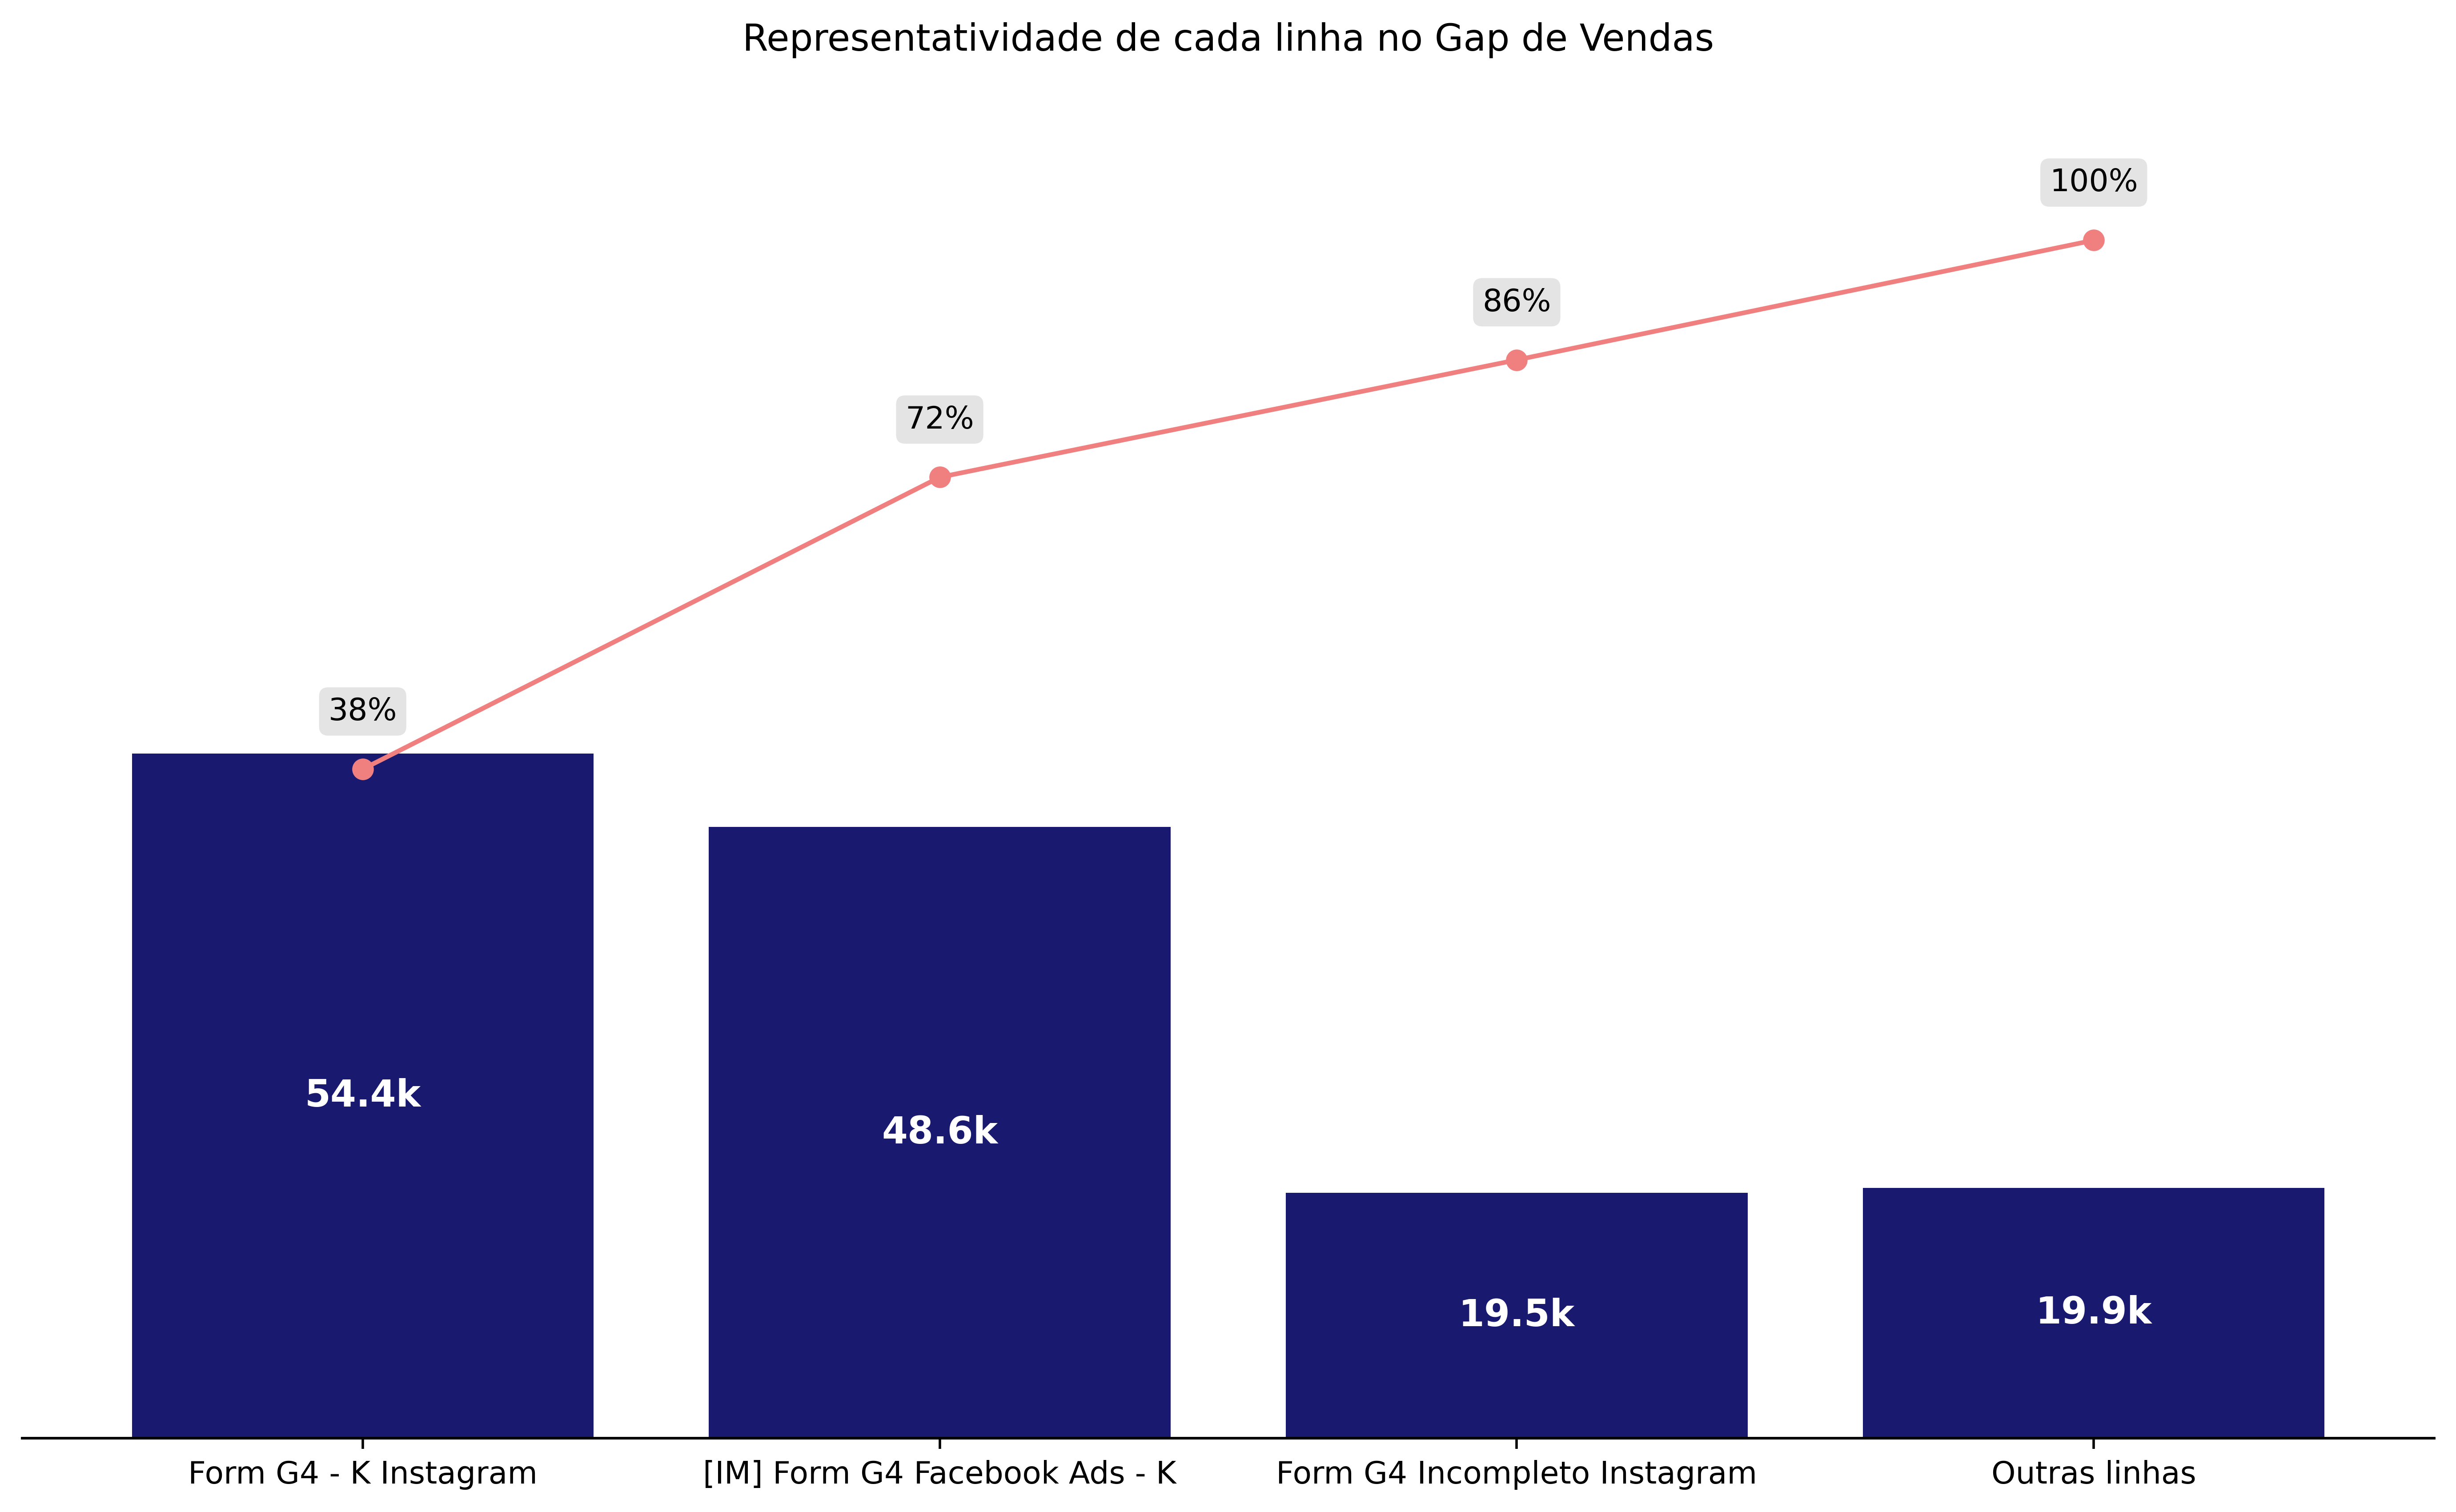 Representatividade de cada linha no Gap de Vendas
100%
86%
72%
38%
54.4k
48.6k
19.5k
19.9k
Form G4 - K Instagram
[IM] Form G4 Facebook Ads - K
Form G4 Incompleto Instagram
Outras linhas